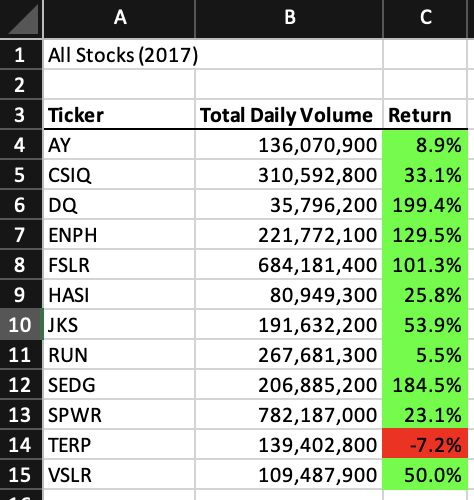 A B C
1 All Stocks (2017)
2
3 Ticker Total Daily Volume Return
4 AY 136,070,900 8.9%
5 CSIQ 310,592,800 33.1%
6 DQ 35,796,200 199.4%
7 ENPH 221,772,100 129.5%
8 FSLR 684,181,400 101.3%
9 HASI 80,949,300 25.8%
10 JKS 191,632,200 53.9%
11 RUN 267,681,300 5.5%
12 SEDG 206,885,200 184.5%
13 SPWR 782,187,000 23.1%
14 TERP 139,402,800 -7.2%
15 VSLR 109,487,900 50.0%